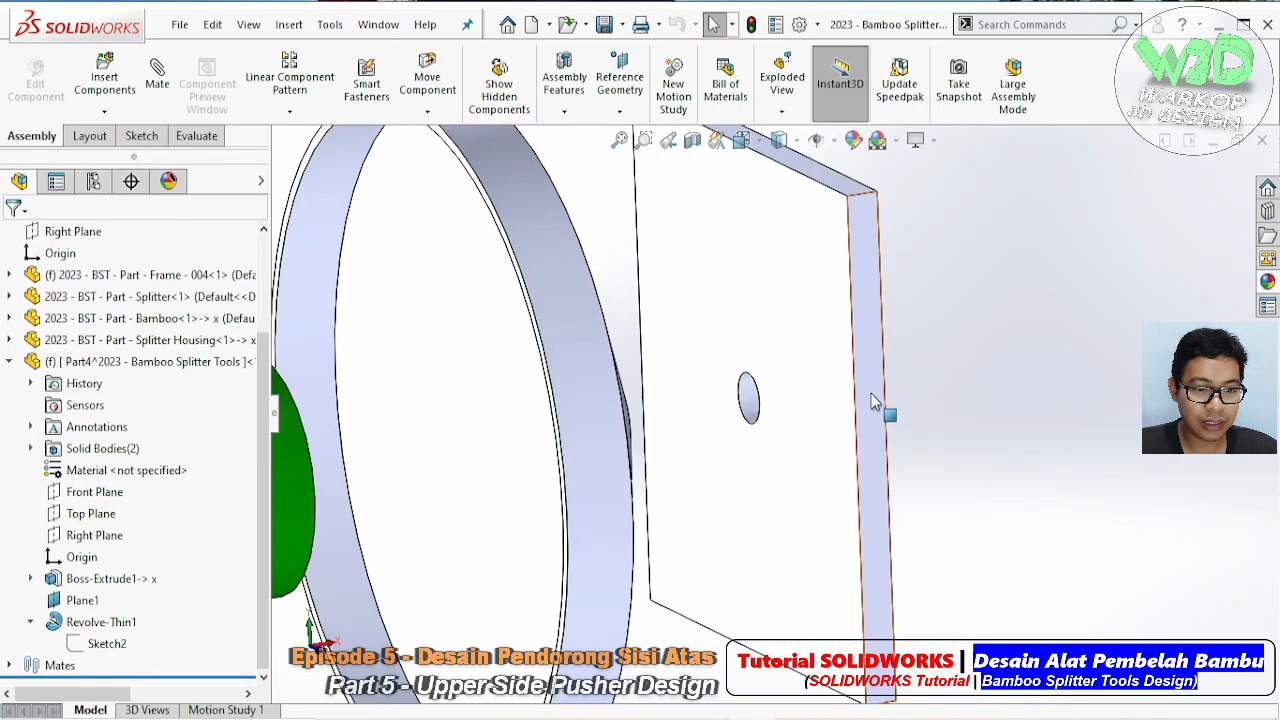 SOLIDWORKS
File Edit View Insert Tools Window Help
2023 - Bamboo Splitter...
Search Commands
Edit Component
Insert Components
Mate
Component Preview Window
Linear Component Pattern
Smart Fasteners
Move Component
Show Hidden Components
Assembly Features
Reference Geometry
New Motion Study
Bill of Materials
Exploded View
Instant3D
Update Speedpak
Take Snapshot
Large Assembly Mode
W3D
WARKOP
3D DESIGN
Assembly Layout Sketch Evaluate
Right Plane
Origin
(f) 2023 - BST - Part - Frame - 004<1> (Defa
2023 - BST - Part - Splitter<1> (Default<<D
2023 - BST - Part - Bamboo<1>-> x (Defau
2023 - BST - Part - Splitter Housing<1>-> x
(f) [ Part4^2023 - Bamboo Splitter Tools ]<1
History
Sensors
Annotations
Solid Bodies(2)
Material <not specified>
Front Plane
Top Plane
Right Plane
Origin
Boss-Extrude1-> x
Plane1
Revolve-Thin1
Sketch2
Mates
X
Episode 5 - Desain Pendorong Sisi Atas
Part 5 - Upper Side Pusher Design
Tutorial SOLIDWORKS | Desain Alat Pembelah Bambu
(SOLIDWORKS Tutorial | Bamboo Splitter Tools Design)
Model 3D Views Motion Study 1